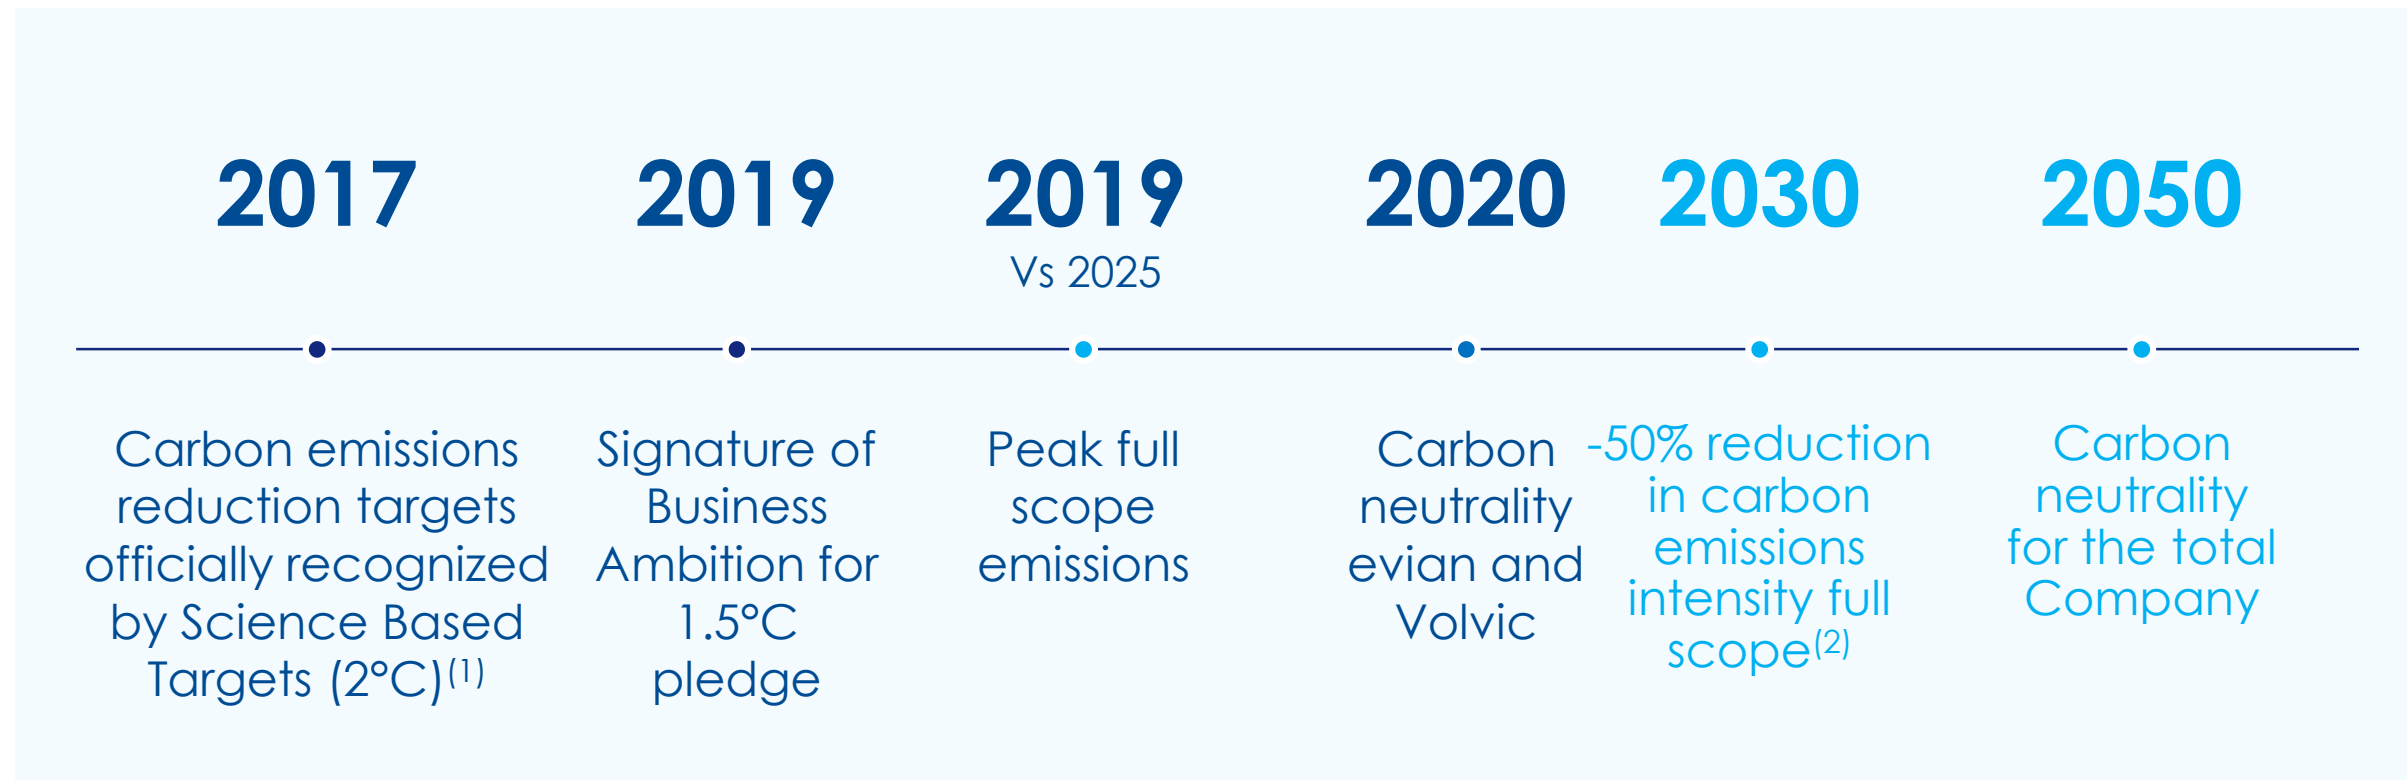 2017
Carbon emissions
reduction targets
officially recognized
by Science Based
Targets (2°C)(1)
2019
Signature of
Business
Ambition for
1.5°C
pledge
2019
Vs 2025
Peak full
scope
emissions
2020
Carbon
neutrality
evian and
Volvic
2030
-50% reduction
in carbon
emissions
intensity full
scope(2)
2050
Carbon
neutrality
for the total
Company